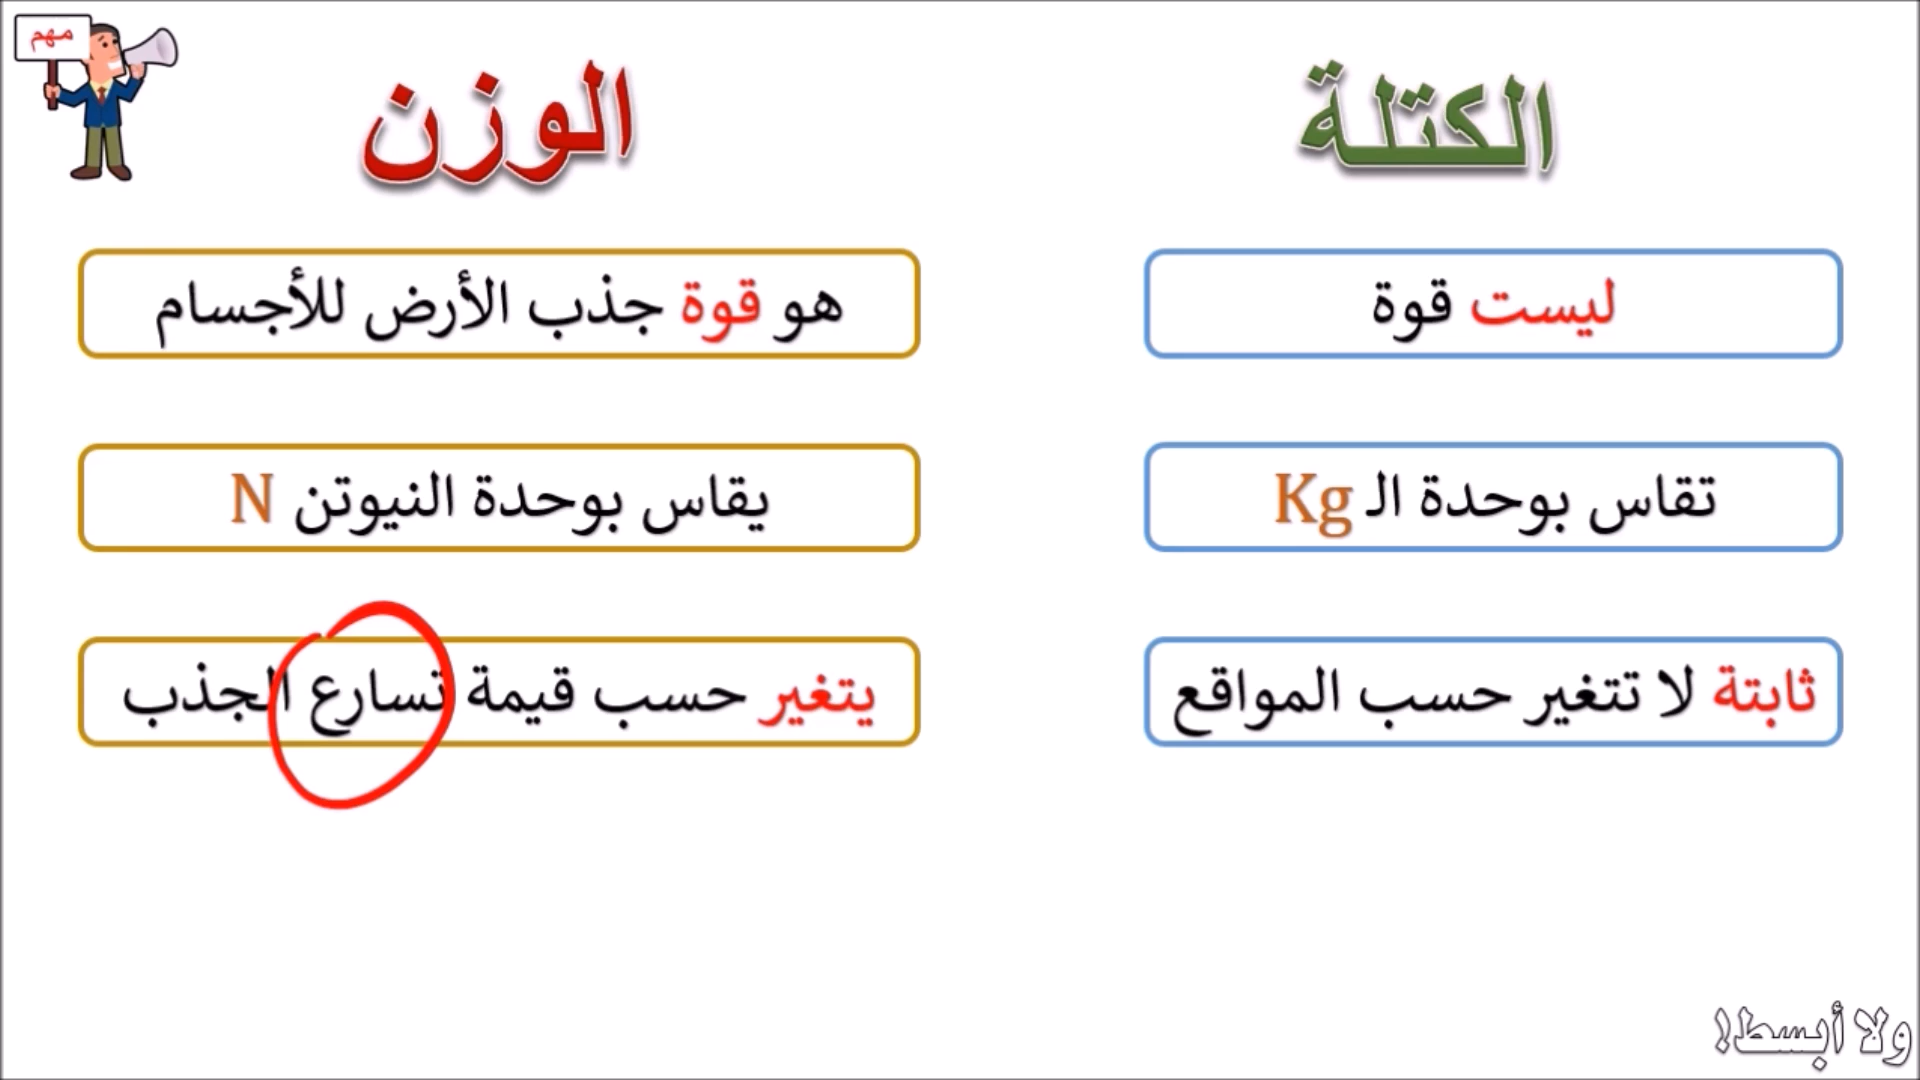 مهم
الكتلة
الوزن
ليست قوة
هو قوة جذب الأرض للأجسام
تقاس بوحدة الـ Kg
يقاس بوحدة النيوتن N
ثابتة لا تتغير حسب المواقع
يتغير حسب قيمة تسارع الجذب
ولا أبسط!